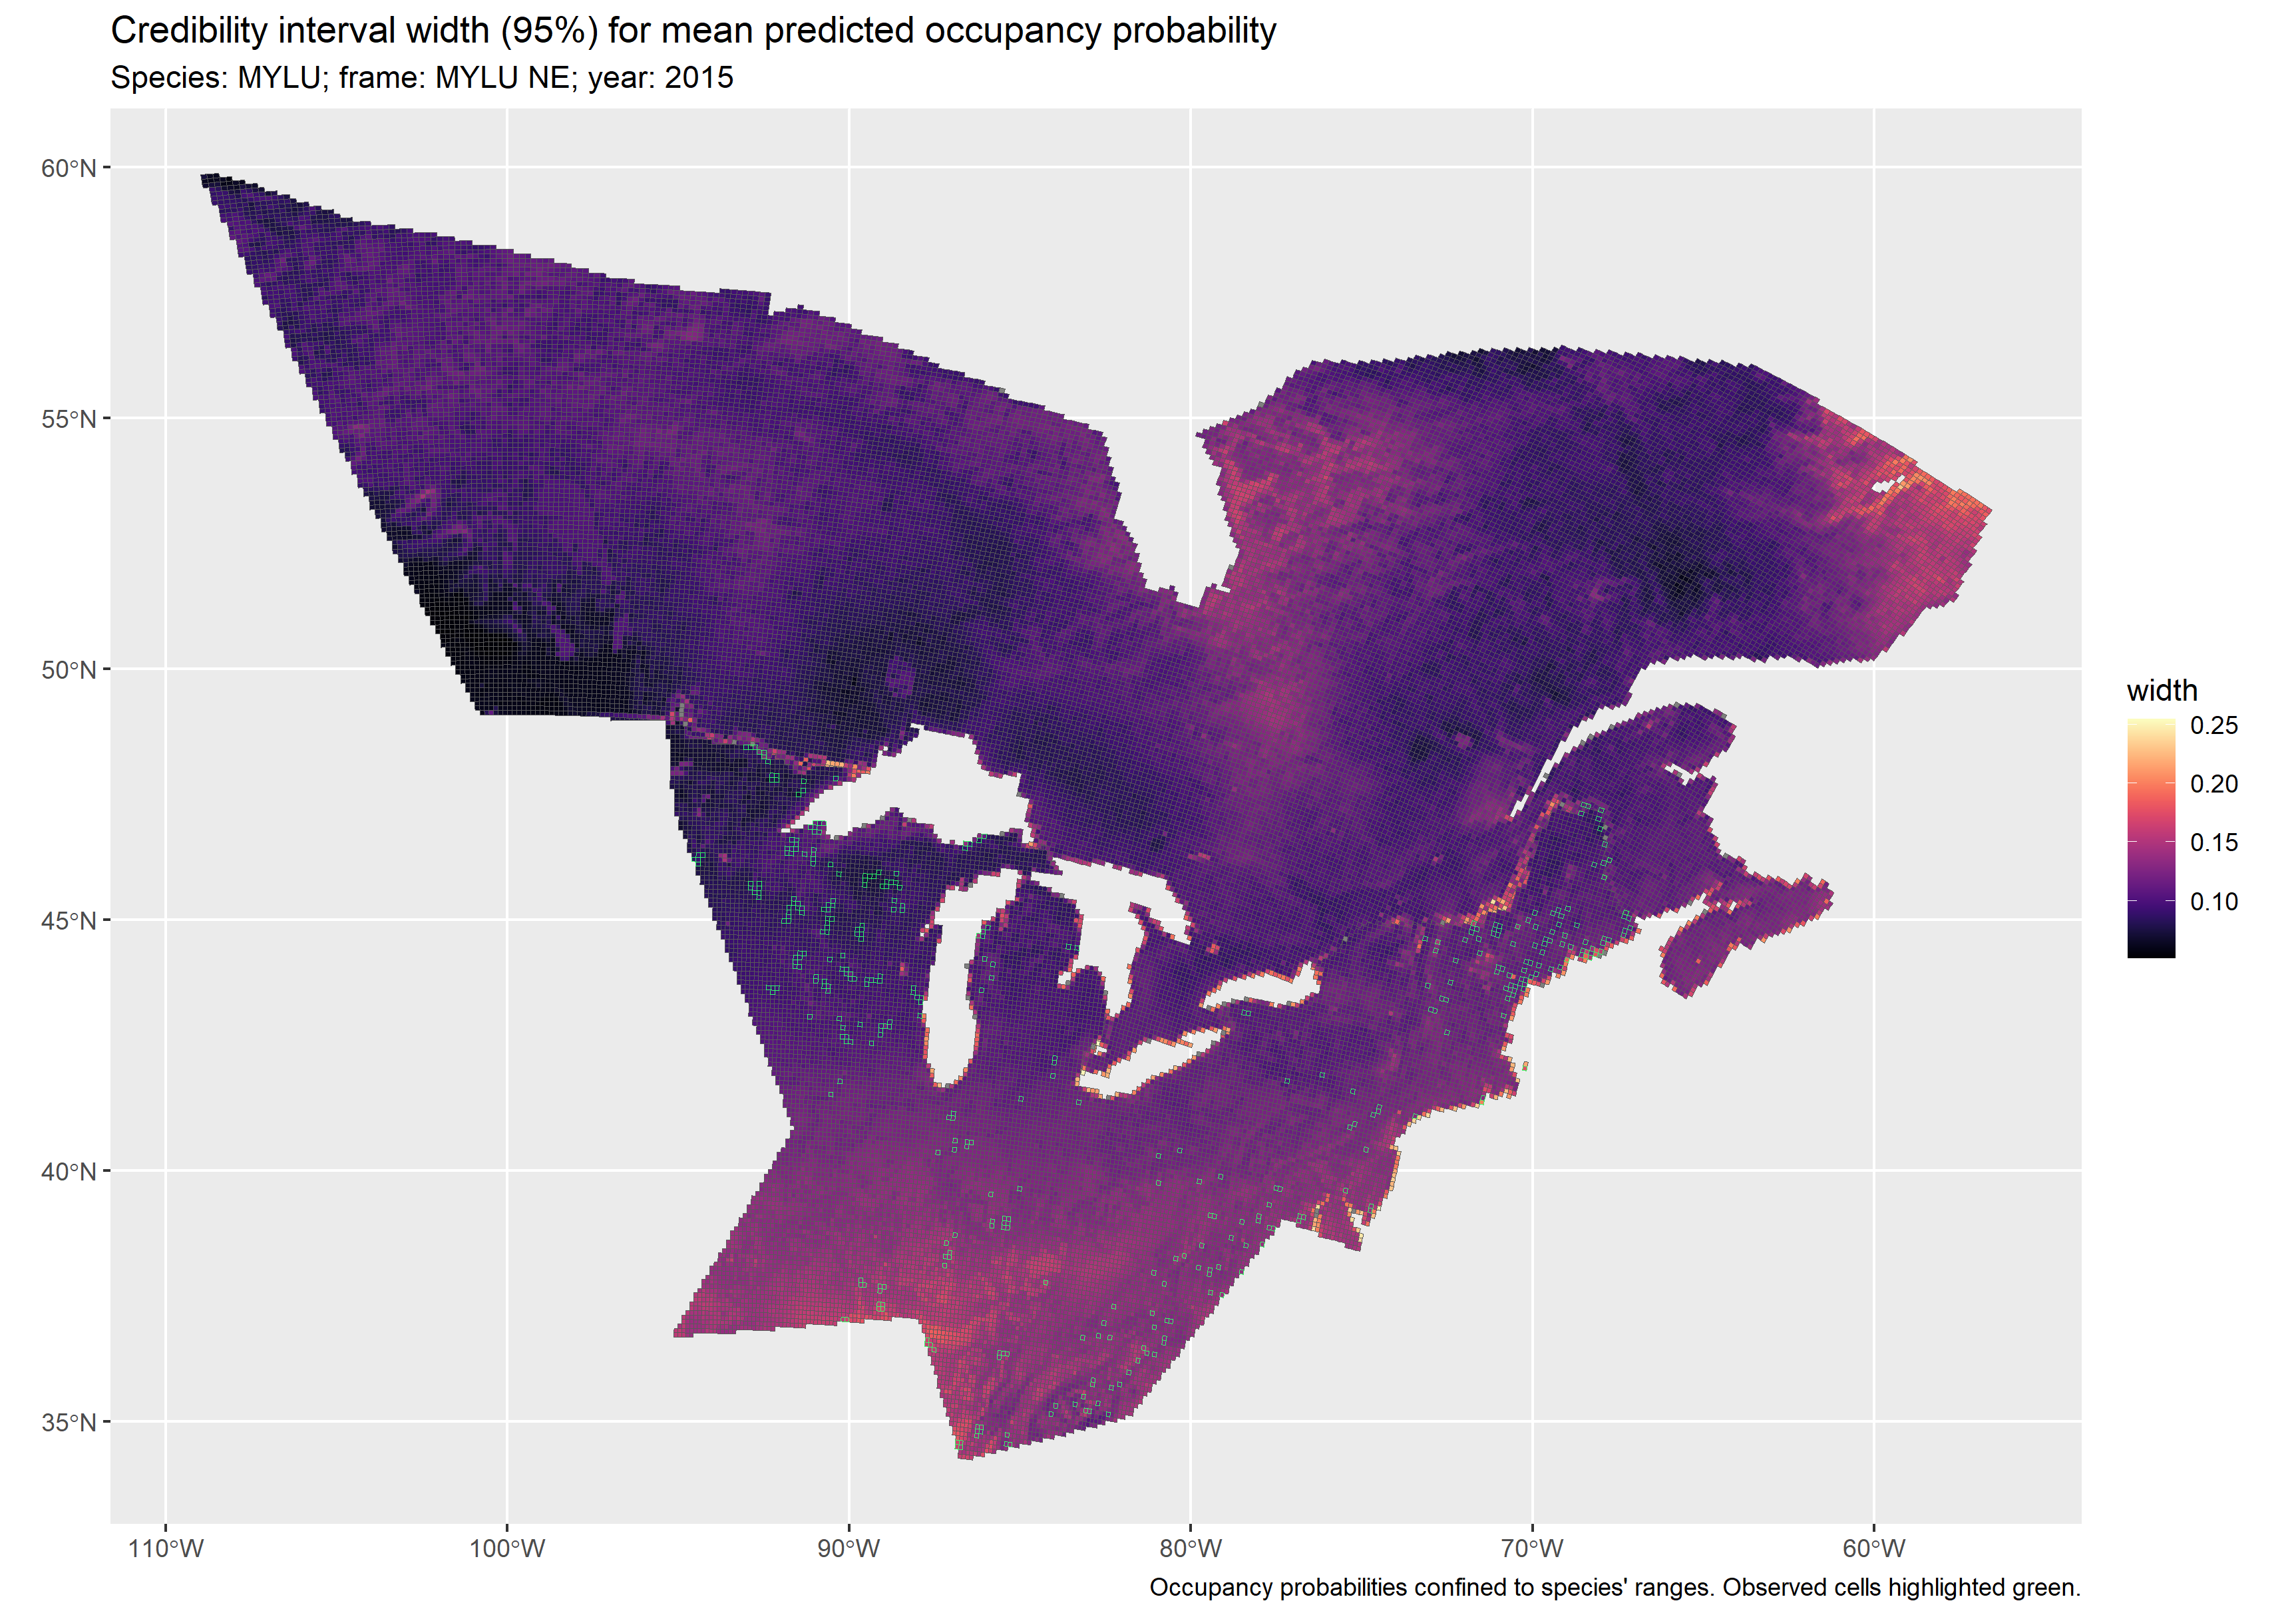 Credibility interval width (95%) for mean predicted occupancy probability
Species: MYLU; frame: MYLU NE; year: 2015
60°N
55°N
50°N
45°N
40°N
35°N
110°W
100°W
90°W
80°W
70°W
60°W
width
0.25
0.20
0.15
0.10
Occupancy probabilities confined to species' ranges. Observed cells highlighted green.